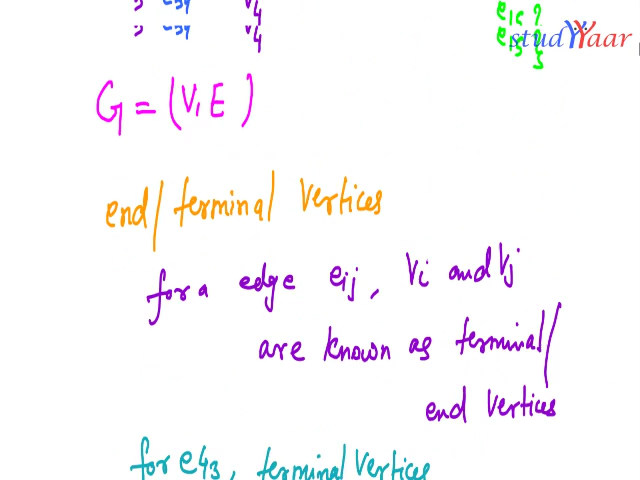 studYYaar
G = (V, E)
end/terminal vertices
for a edge eij, Vi and Vj
are known as terminal/
end vertices
for e43, terminal vertices